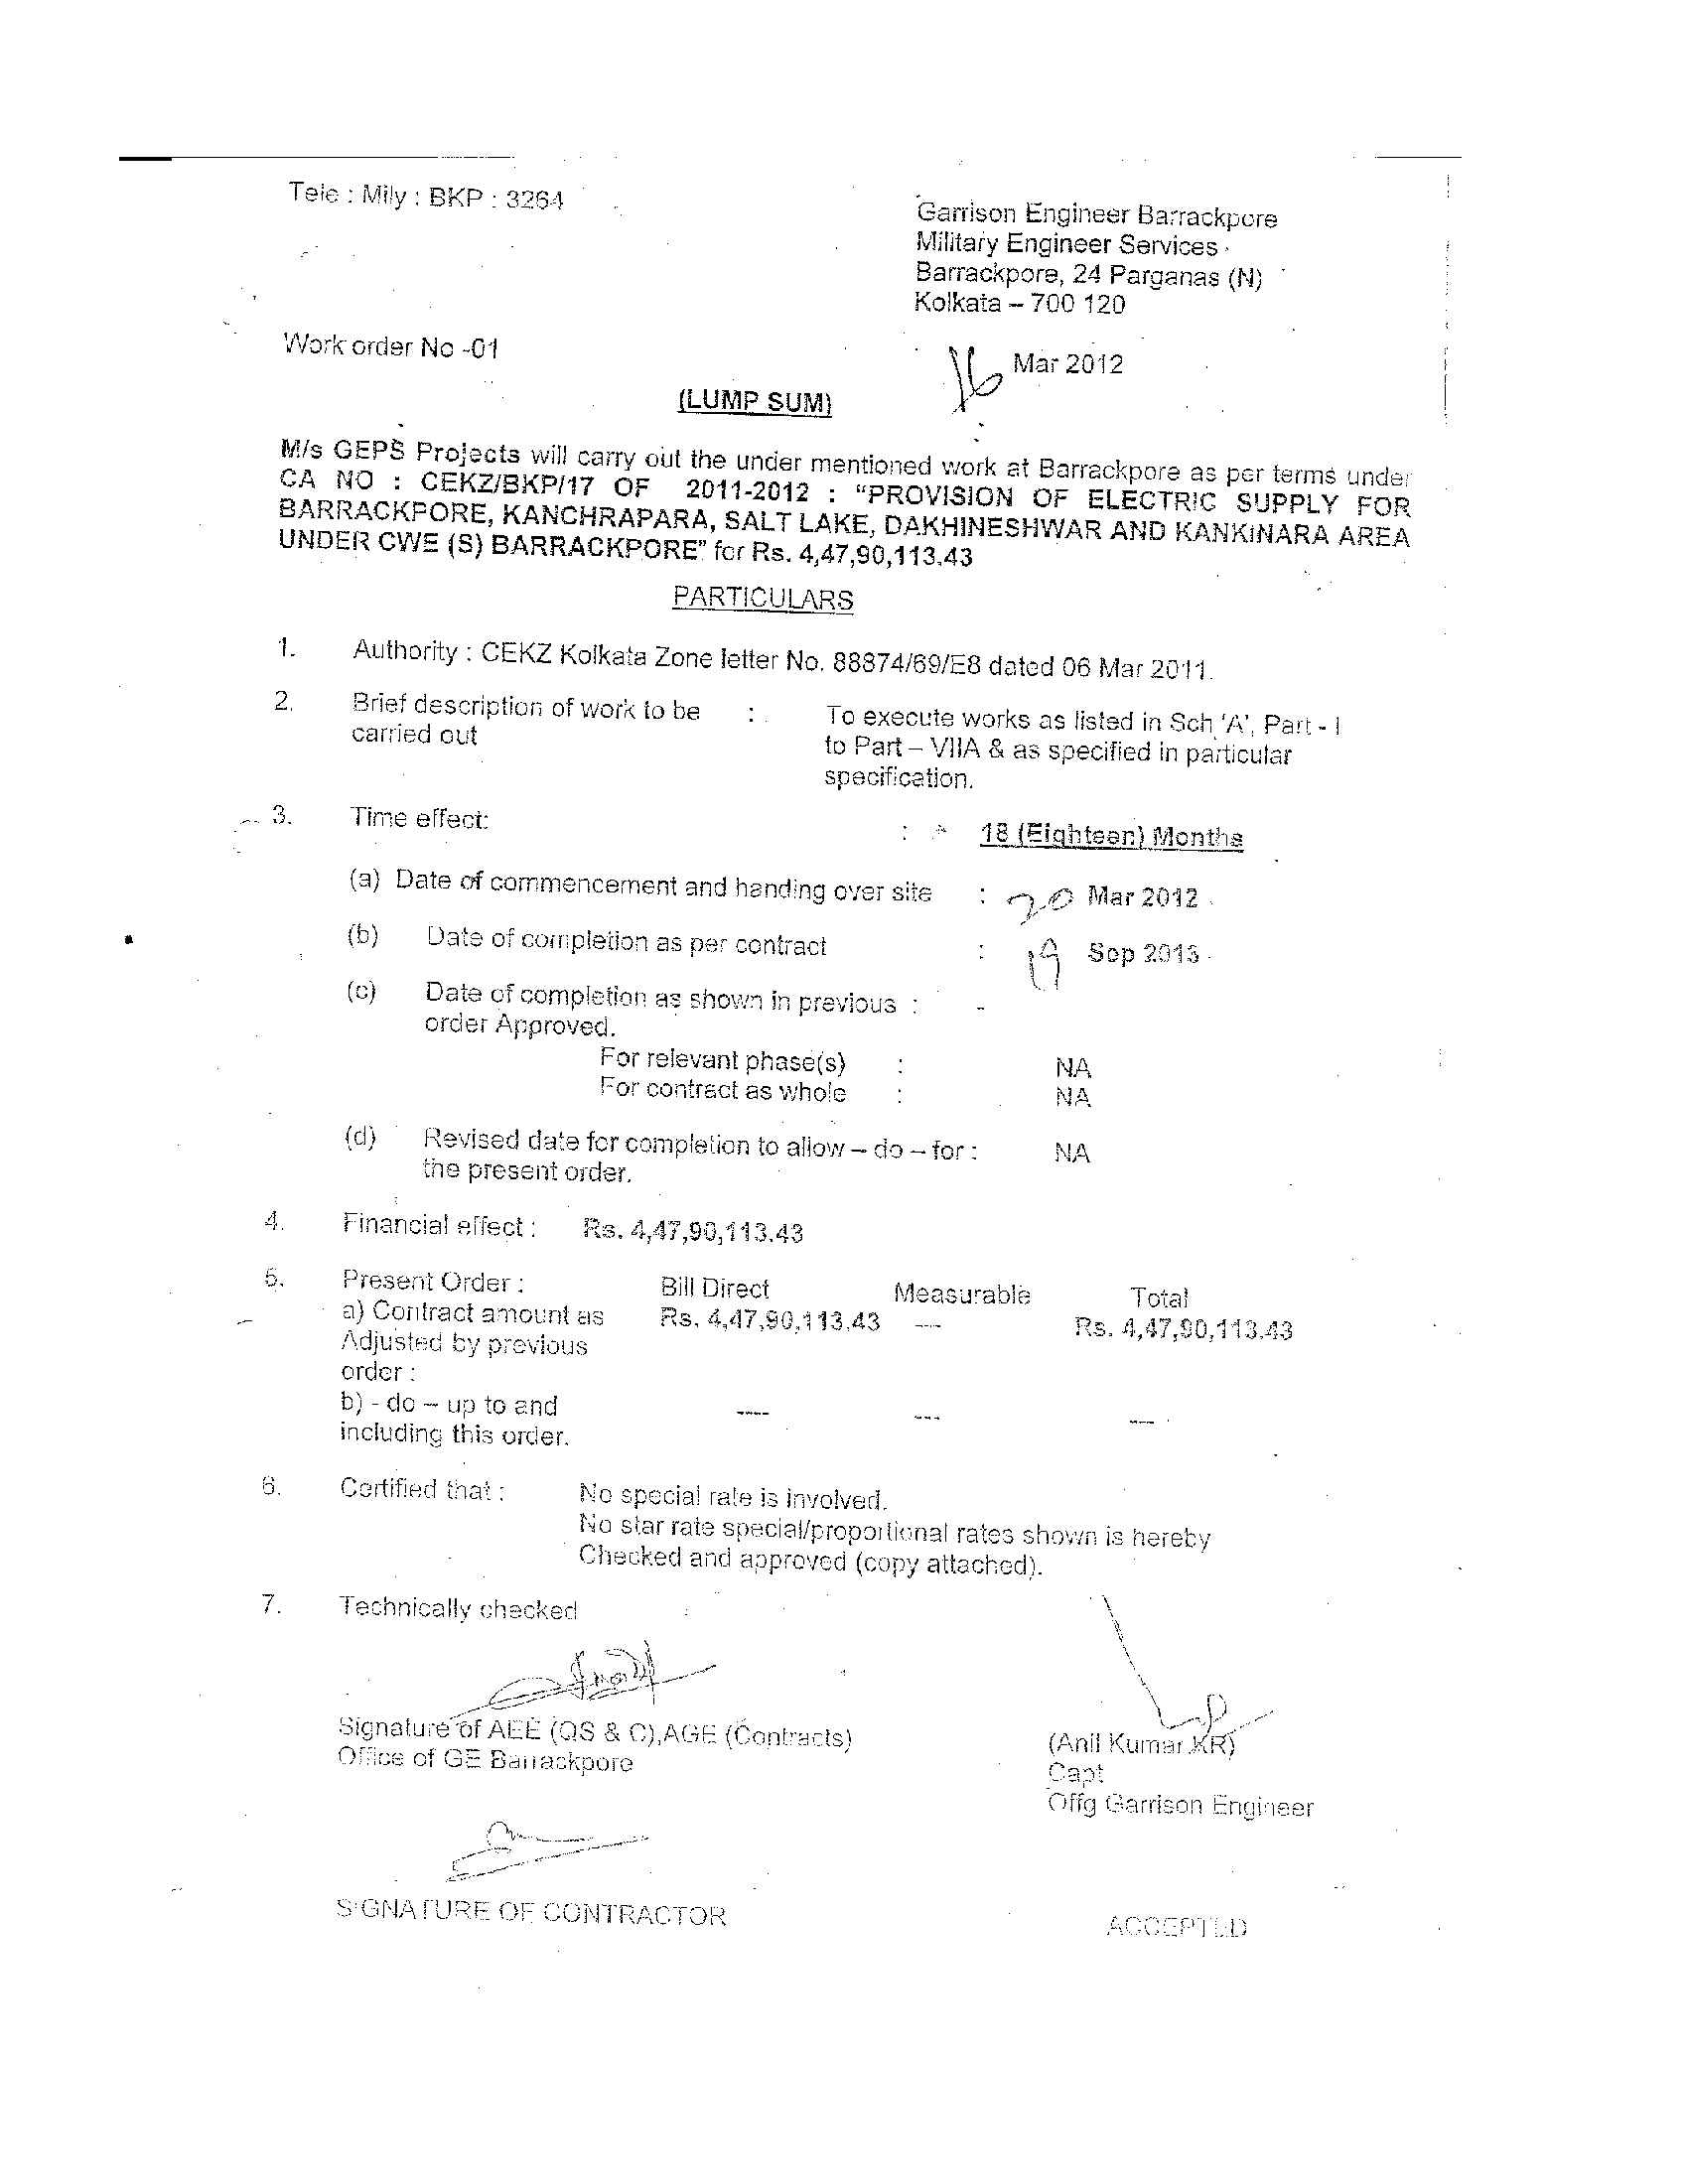 Tele : Mily : BKP : 3264
Garrison Engineer Barrackpore
Military Engineer Services
Barrackpore, 24 Parganas (N)
Kolkata – 700 120
Work order No -01
16 Mar 2012
(LUMP SUM)
M/s GEPS Projects will carry out the under mentioned work at Barrackpore as per terms under
CA NO : CEKZ/BKP/17 OF 2011-2012 : "PROVISION OF ELECTRIC SUPPLY FOR
BARRACKPORE, KANCHRAPARA, SALT LAKE, DAKHINESHWAR AND KANKINARA AREA
UNDER CWE (S) BARRACKPORE" for Rs. 4,47,90,113.43
PARTICULARS
1. Authority : CEKZ Kolkata Zone letter No. 88874/69/E8 dated 06 Mar 2011.
2. Brief description of work to be : To execute works as listed in Sch 'A', Part - I
carried out to Part – VIIA & as specified in particular
specification.
3. Time effect: : 18 (Eighteen) Months
(a) Date of commencement and handing over site : 20 Mar 2012.
(b) Date of completion as per contract : 19 Sep 2013.
(c) Date of completion as shown in previous :
order Approved.
For relevant phase(s) : NA
For contract as whole : NA
(d) Revised date for completion to allow – do – for : NA
the present order.
4. Financial effect : Rs. 4,47,90,113.43
5. Present Order : Bill Direct Measurable Total
a) Contract amount as Rs. 4,47,90,113.43 --- Rs. 4,47,90,113.43
Adjusted by previous
order :
b) - do – up to and ---- --- ---
including this order.
6. Certified that : No special rate is involved.
No star rate special/proportional rates shown is hereby
Checked and approved (copy attached).
7. Technically checked
Signature of AEE (QS & C),AGE (Contracts)
Office of GE Barrackpore
(Anil Kumar KR)
Capt
Offg Garrison Engineer
SIGNATURE OF CONTRACTOR
ACCEPTED